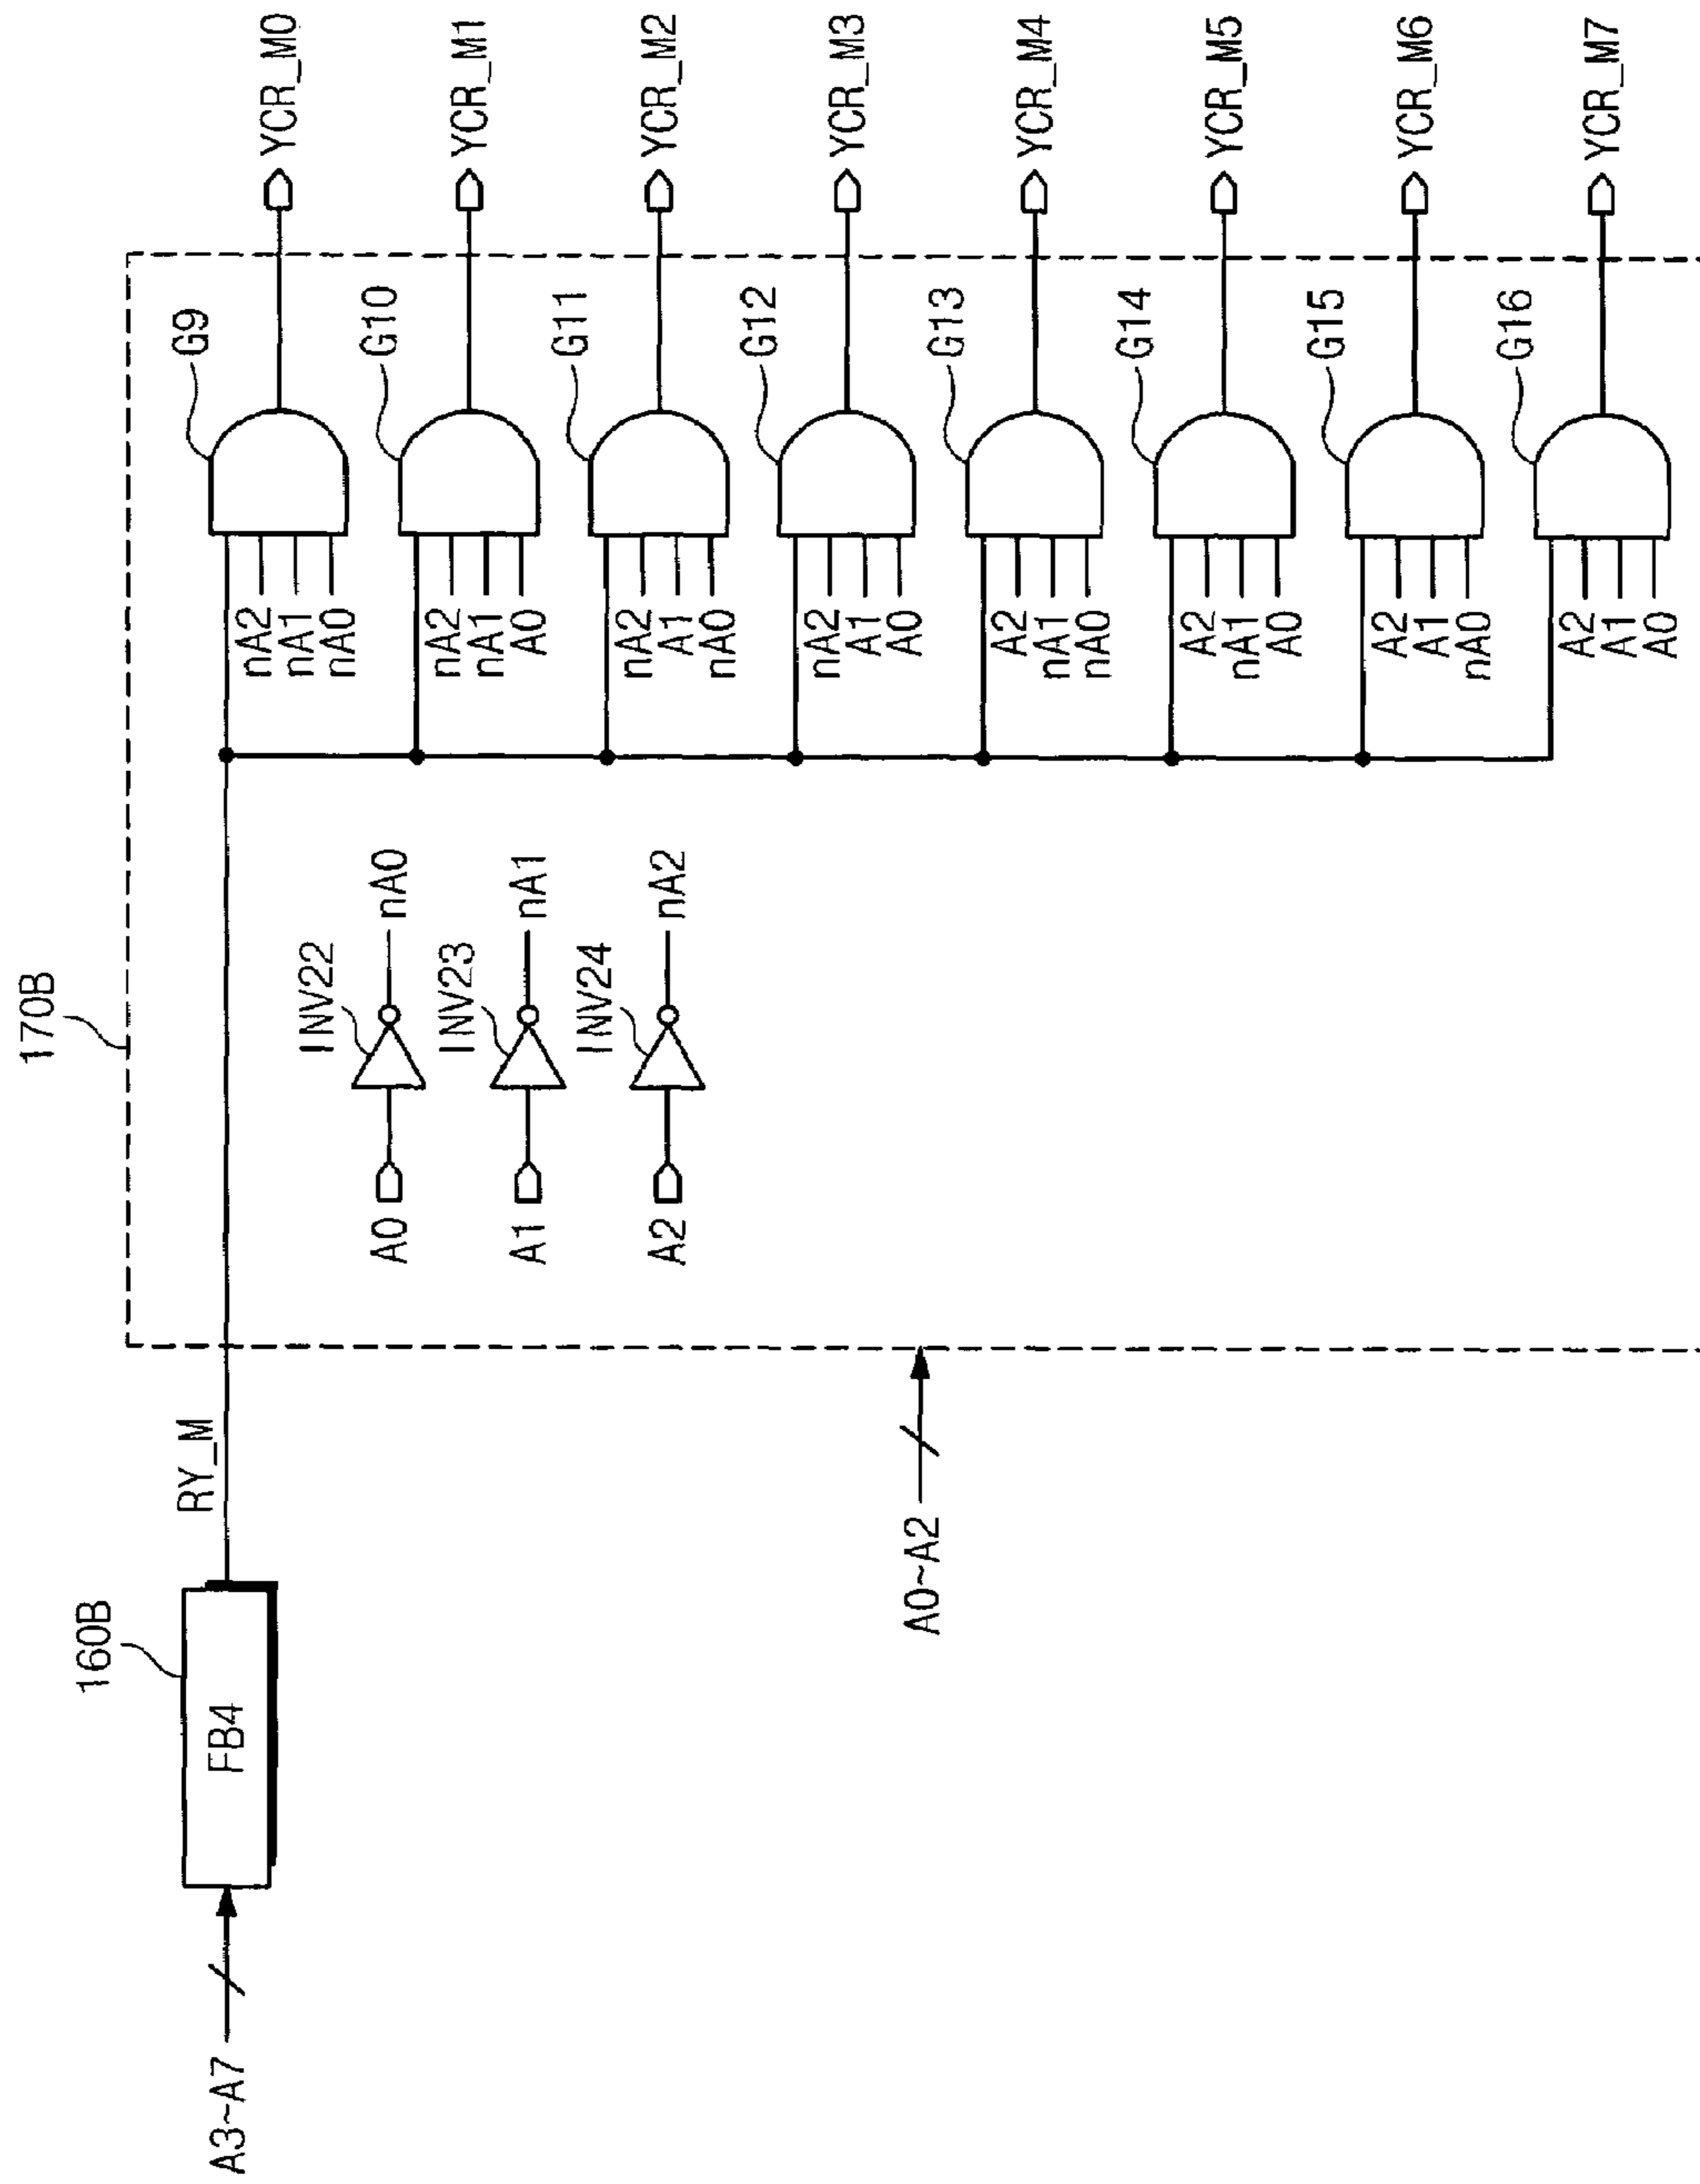 170B
160B
FB4
A3~A7
RY_M
A0~A2
A0
INV22
nA0
A1
INV23
nA1
A2
INV24
nA2
nA2
nA1
nA0
G9
YCR_M0
nA2
nA1
A0
G10
YCR_M1
nA2
A1
nA0
G11
YCR_M2
nA2
A1
A0
G12
YCR_M3
A2
nA1
nA0
G13
YCR_M4
A2
nA1
A0
G14
YCR_M5
A2
A1
nA0
G15
YCR_M6
A2
A1
A0
G16
YCR_M7